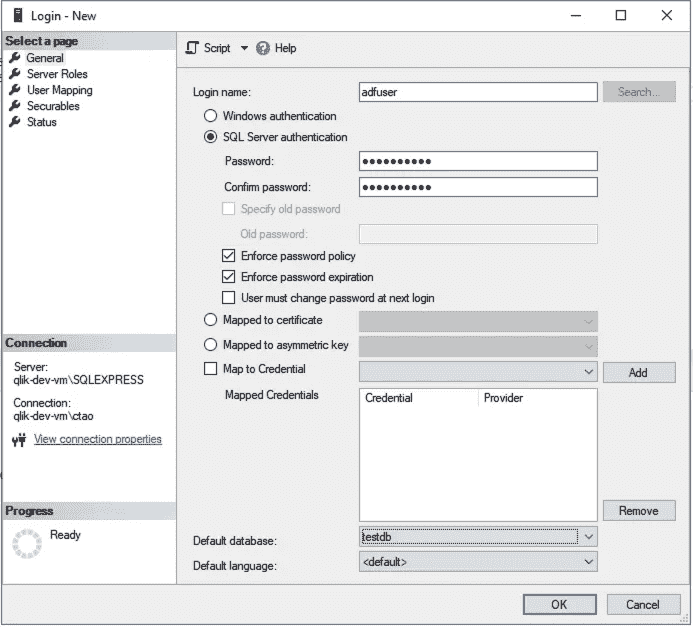 Login - New
Select a page
General
Server Roles
User Mapping
Securables
Status
Script Help
Login name: adfuser Search...
Windows authentication
SQL Server authentication
Password: ●●●●●●●●●●
Confirm password: ●●●●●●●●●●
Specify old password
Old password:
Enforce password policy
Enforce password expiration
User must change password at next login
Mapped to certificate
Mapped to asymmetric key
Map to Credential Add
Mapped Credentials Credential Provider
Remove
Default database: testdb
Default language: <default>
Connection
Server:
qlik-dev-vm\SQLEXPRESS
Connection:
qlik-dev-vm\ctao
View connection properties
Progress
Ready
OK Cancel